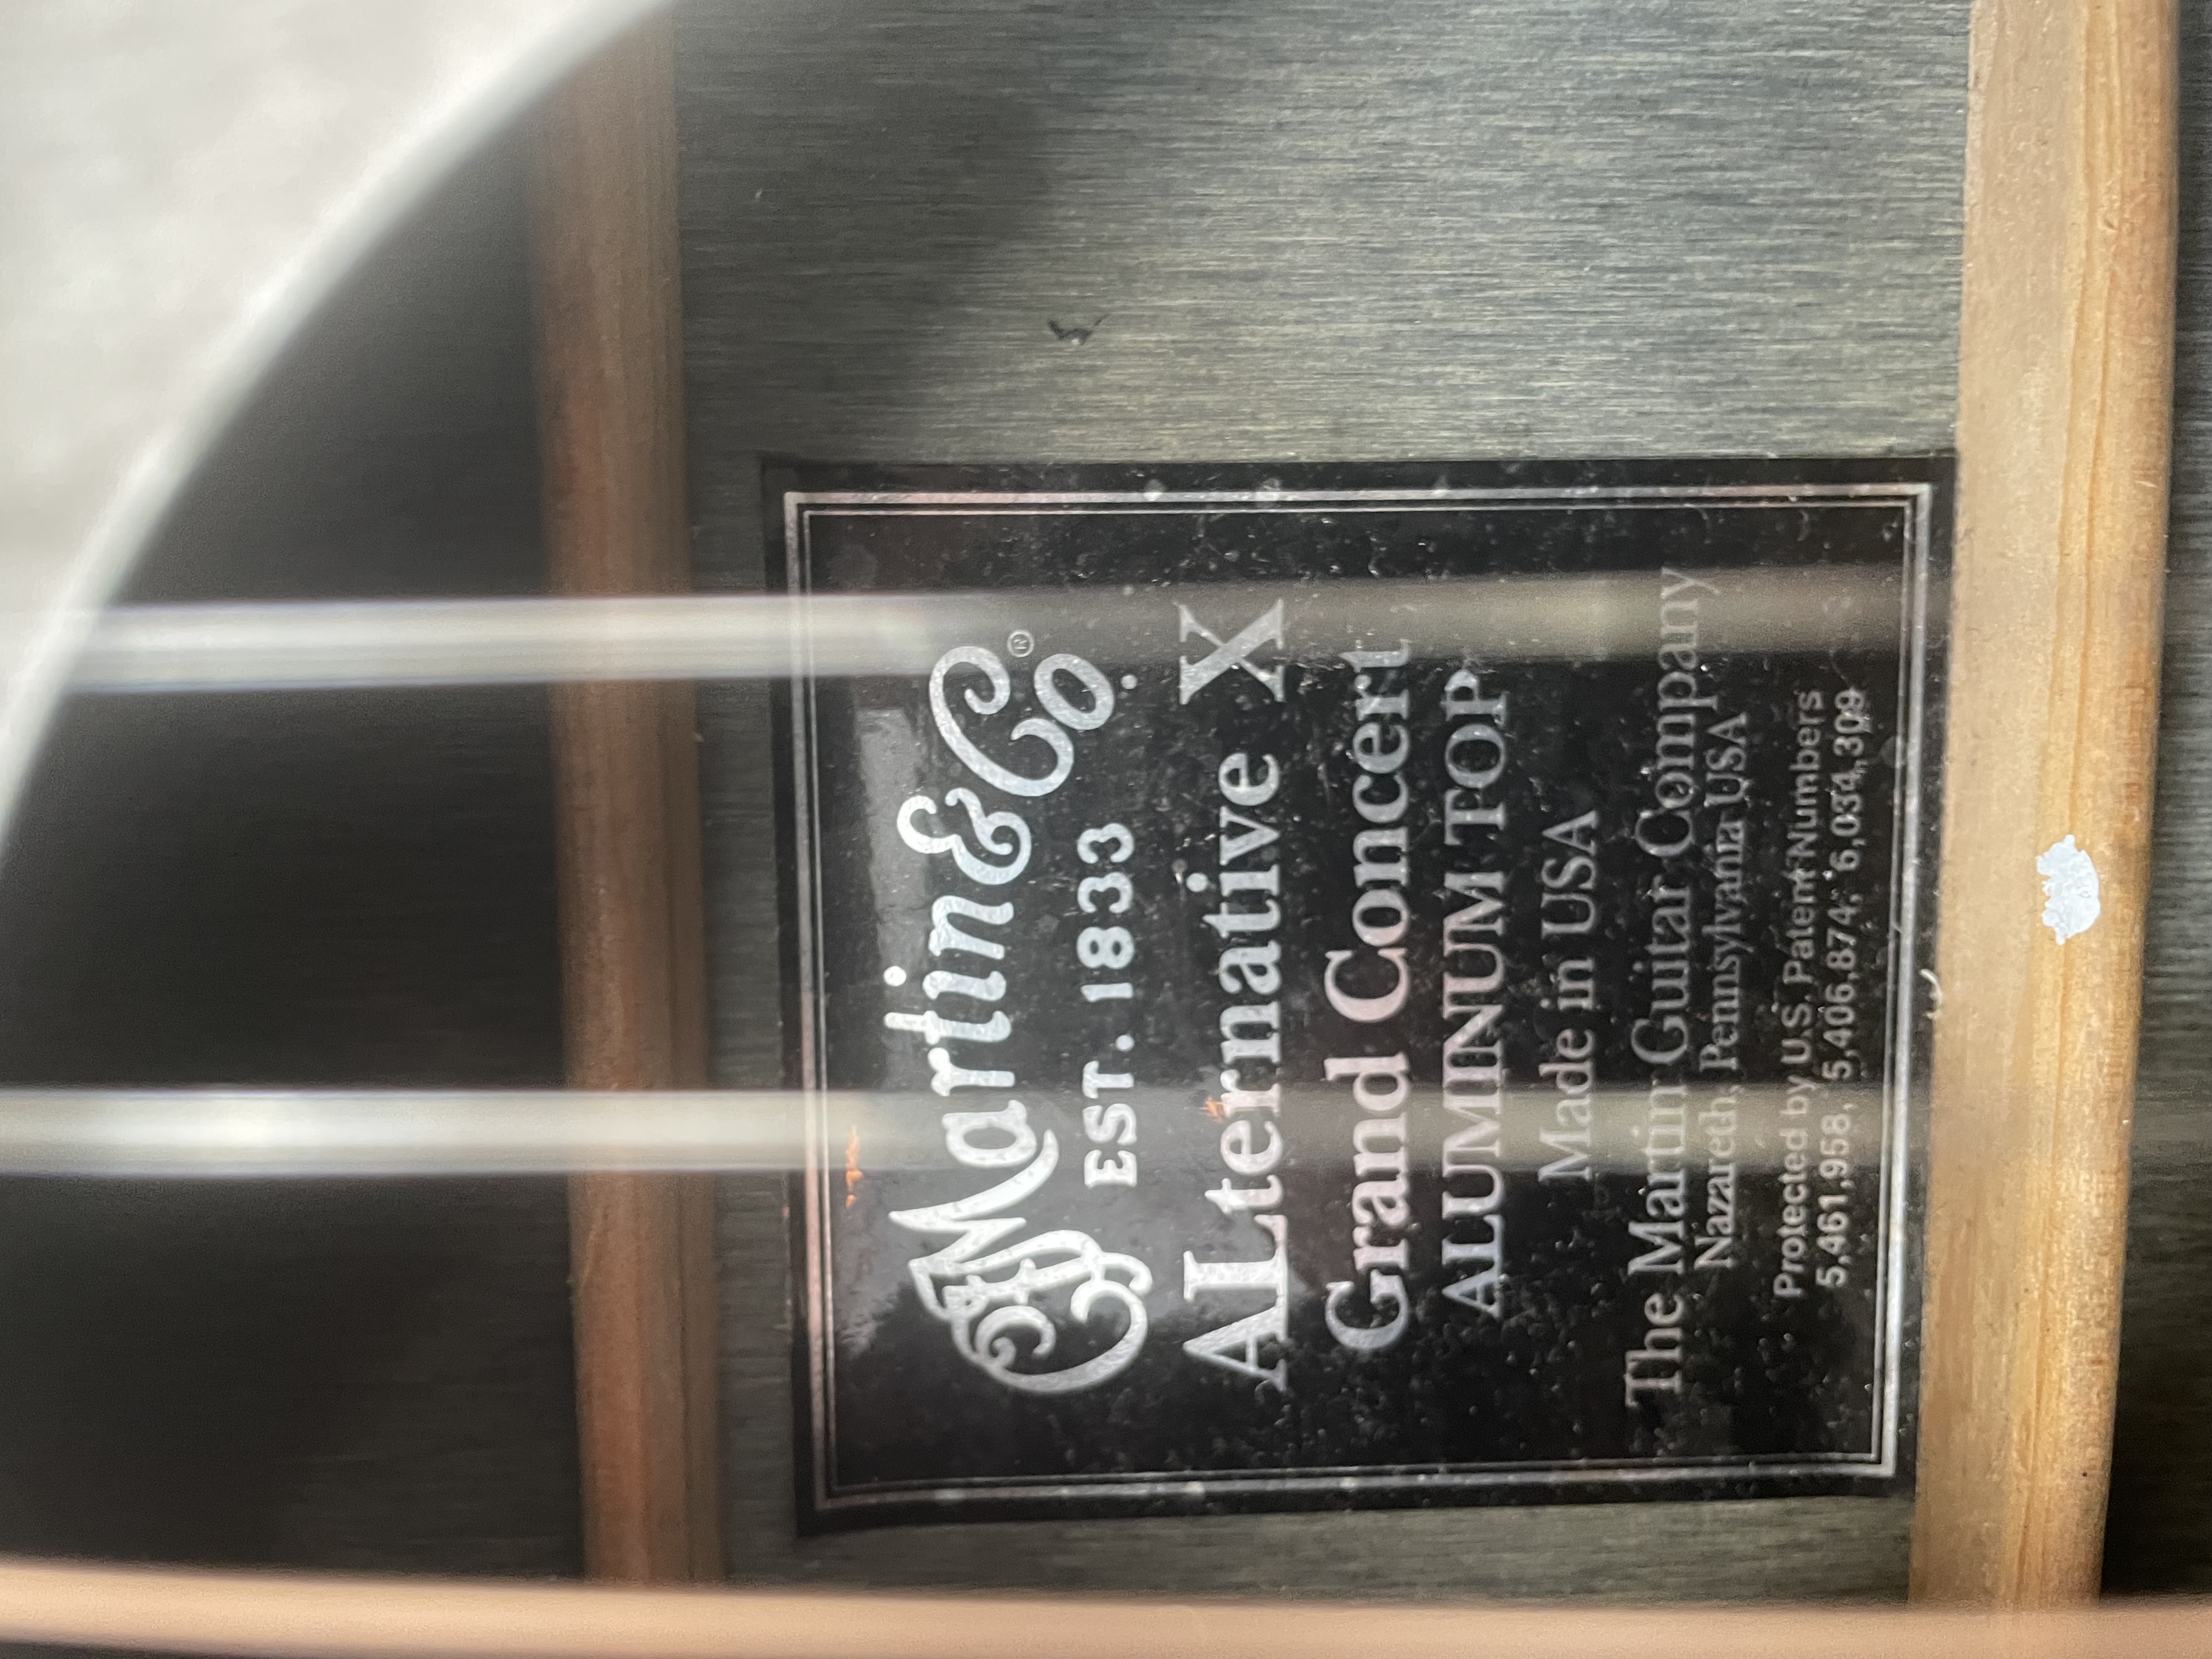 CF Martin & Co.®
EST. 1833
ALternative X
Grand Concert
ALUMINUM TOP
Made in USA
The Martin Guitar Company
Nazareth, Pennsylvania USA
Protected by U.S. Patent Numbers
5,461,958, 5,406,874, 6,034,309